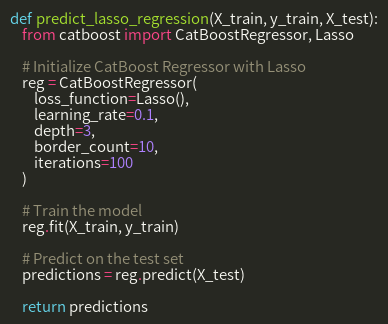 def predict_lasso_regression(X_train, y_train, X_test):
    from catboost import CatBoostRegressor, Lasso

    # Initialize CatBoost Regressor with Lasso
    reg = CatBoostRegressor(
        loss_function=Lasso(),
        learning_rate=0.1,
        depth=3,
        border_count=10,
        iterations=100
    )

    # Train the model
    reg.fit(X_train, y_train)

    # Predict on the test set
    predictions = reg.predict(X_test)

    return predictions